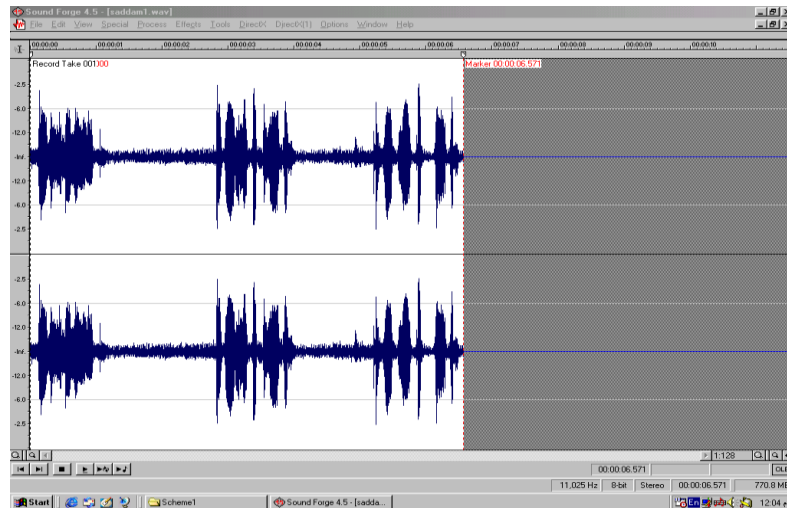 Sound Forge 4.5 - [saddam1.wav]
File Edit View Special Process Effects Tools DirectX DirectX(1) Options Window Help
00:00:00 00:00:01 00:00:02 00:00:03 00:00:04 00:00:05 00:00:06 00:00:07 00:00:08 00:00:09 00:00:10
Record Take 001 Marker 00:00:06.571
-2.5
-6.0
-12.0
-Inf.
-12.0
-6.0
-2.5
-2.5
-6.0
-12.0
-Inf.
-12.0
-6.0
-2.5
1:128
00:00:06.571
11,025 Hz 8-bit Stereo 00:00:06.571 770.8 MB
Start Scheme1 Sound Forge 4.5 - [sadda... En 12:04